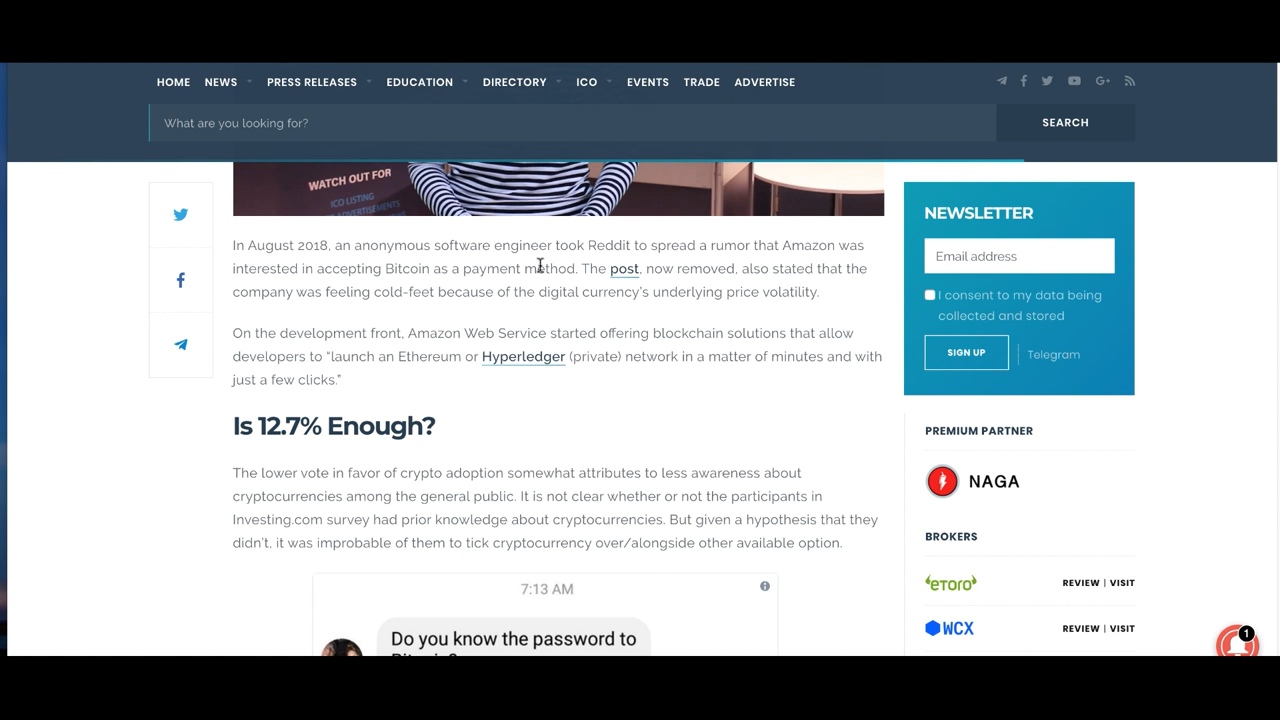 HOME NEWS PRESS RELEASES EDUCATION DIRECTORY ICO EVENTS TRADE ADVERTISE
What are you looking for?
SEARCH
WATCH OUT FOR
ICO LISTING
ADVERTISEMENTS
In August 2018, an anonymous software engineer took Reddit to spread a rumor that Amazon was
interested in accepting Bitcoin as a payment method. The post, now removed, also stated that the
company was feeling cold-feet because of the digital currency's underlying price volatility.
On the development front, Amazon Web Service started offering blockchain solutions that allow
developers to “launch an Ethereum or Hyperledger (private) network in a matter of minutes and with
just a few clicks.”
Is 12.7% Enough?
The lower vote in favor of crypto adoption somewhat attributes to less awareness about
cryptocurrencies among the general public. It is not clear whether or not the participants in
Investing.com survey had prior knowledge about cryptocurrencies. But given a hypothesis that they
didn't, it was improbable of them to tick cryptocurrency over/alongside other available option.
7:13 AM
Do you know the password to
NEWSLETTER
Email address
I consent to my data being
collected and stored
SIGN UP Telegram
PREMIUM PARTNER
NAGA
BROKERS
eToro REVIEW | VISIT
WCX REVIEW | VISIT
1